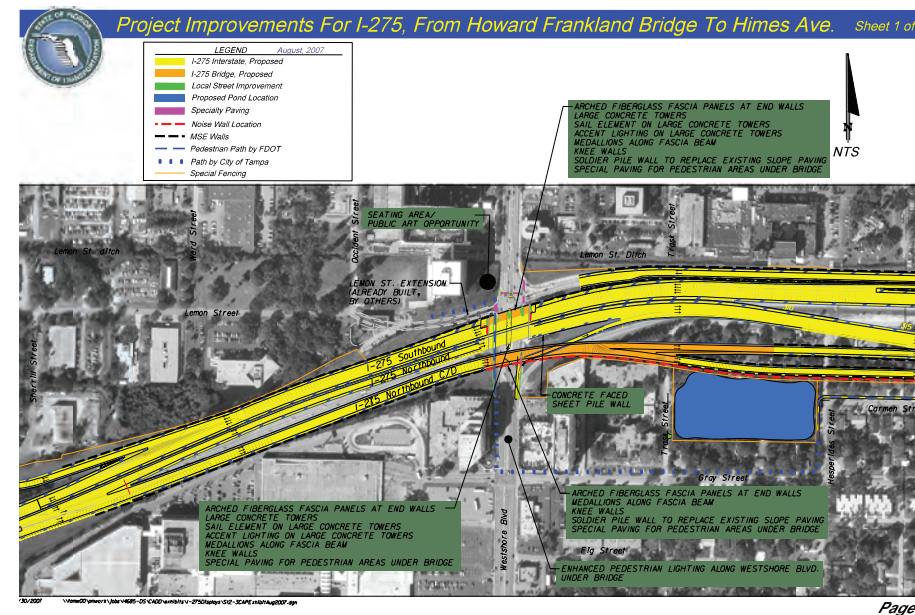 Project Improvements For I-275, From Howard Frankland Bridge To Himes Ave. Sheet 1 of
STATE OF FLORIDA
DEPARTMENT OF TRANSPORTATION
LEGEND August, 2007
I-275 Interstate, Proposed
I-275 Bridge, Proposed
Local Street Improvement
Proposed Pond Location
Specialty Paving
Noise Wall Location
MSE Walls
Pedestrian Path by FDOT
Path by City of Tampa
Special Fencing
N
NTS
ARCHED FIBERGLASS FASCIA PANELS AT END WALLS
LARGE CONCRETE TOWERS
SAIL ELEMENT ON LARGE CONCRETE TOWERS
ACCENT LIGHTING ON LARGE CONCRETE TOWERS
MEDALLIONS ALONG FASCIA BEAM
KNEE WALLS
SOLDIER PILE WALL TO REPLACE EXISTING SLOPE PAVING
SPECIAL PAVING FOR PEDESTRIAN AREAS UNDER BRIDGE
SEATING AREA/
PUBLIC ART OPPORTUNITY
Ward Street
Occident Street
Trask Street
Lemon St. ditch
Lemon St. Ditch
LEMON ST. EXTENSION
(ALREADY BUILT,
BY OTHERS)
Lemon Street
Sherrill Street
I-275 Southbound
I-275 Northbound
I-275 Northbound C/D
CONCRETE FACED
SHEET PILE WALL
Trask Street
Carmen Str
Hesperides Street
Gray Street
ARCHED FIBERGLASS FASCIA PANELS AT END WALLS
MEDALLIONS ALONG FASCIA BEAM
KNEE WALLS
SOLDIER PILE WALL TO REPLACE EXISTING SLOPE PAVING
SPECIAL PAVING FOR PEDESTRIAN AREAS UNDER BRIDGE
ARCHED FIBERGLASS FASCIA PANELS AT END WALLS
LARGE CONCRETE TOWERS
SAIL ELEMENT ON LARGE CONCRETE TOWERS
ACCENT LIGHTING ON LARGE CONCRETE TOWERS
MEDALLIONS ALONG FASCIA BEAM
KNEE WALLS
SPECIAL PAVING FOR PEDESTRIAN AREAS UNDER BRIDGE
Westshore Blvd
Elg Street
ENHANCED PEDESTRIAN LIGHTING ALONG WESTSHORE BLVD.
UNDER BRIDGE
/30/2007
Page